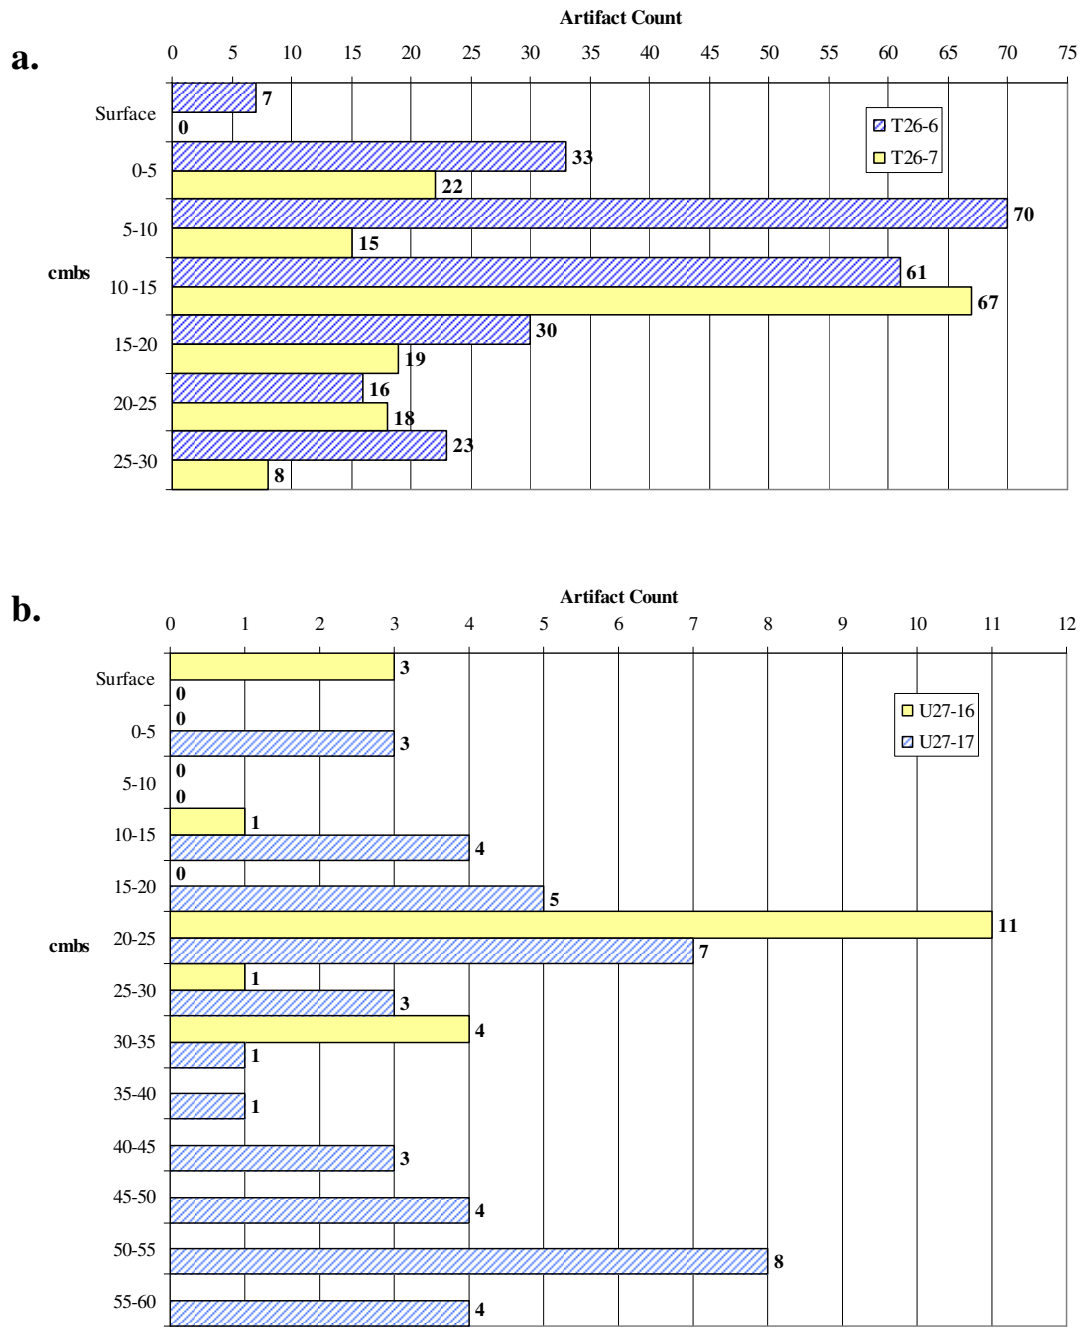 Artifact Count
a.
0 5 10 15 20 25 30 35 40 45 50 55 60 65 70 75
Surface 7
0
T26-6
T26-7
0-5 33
22
5-10 70
15
cmbs
10 -15 61
67
15-20 30
19
20-25 16
18
25-30 23
8
b.
Artifact Count
0 1 2 3 4 5 6 7 8 9 10 11 12
Surface 3
0
U27-16
U27-17
0-5 0
3
5-10 0
0
10-15 1
4
15-20 0
5
cmbs
20-25 11
7
25-30 1
3
30-35 4
1
35-40 1
40-45 3
45-50 4
50-55 8
55-60 4